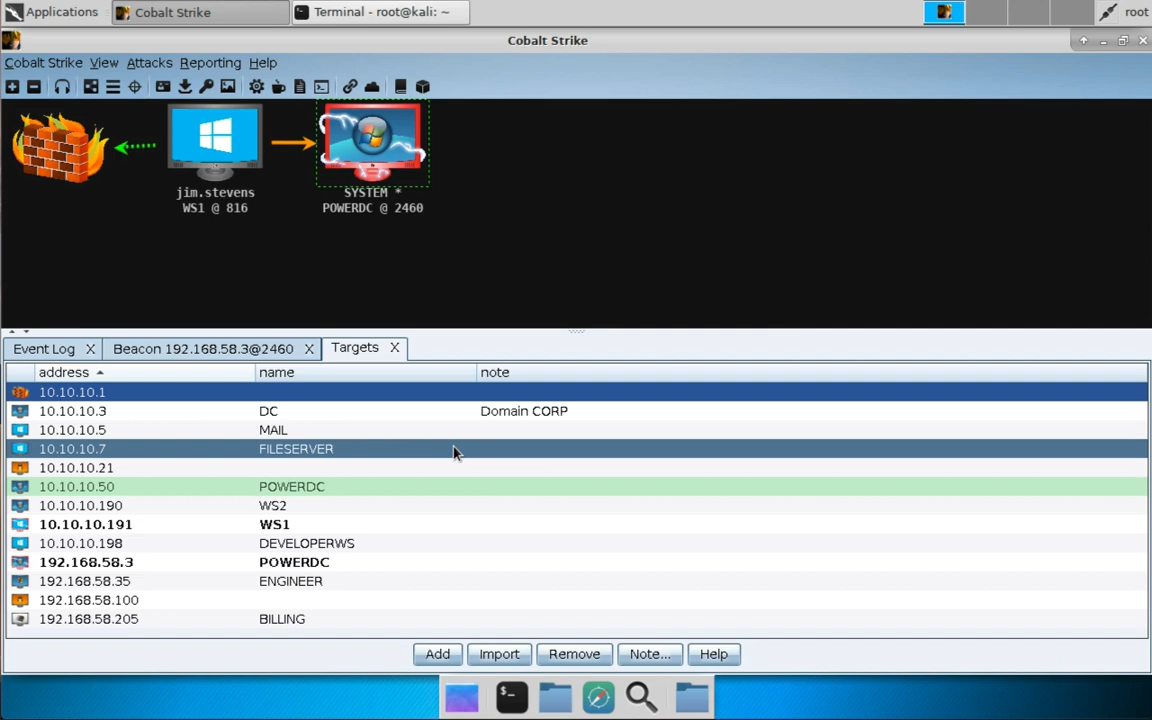 Applications Cobalt Strike Terminal - root@kali: ~ root
Cobalt Strike
Cobalt Strike View Attacks Reporting Help
jim.stevens
WS1 @ 816
SYSTEM *
POWERDC @ 2460
Event Log X Beacon 192.168.58.3@2460 X Targets X
address name note
10.10.10.1
10.10.10.3 DC Domain CORP
10.10.10.5 MAIL
10.10.10.7 FILESERVER
10.10.10.21
10.10.10.50 POWERDC
10.10.10.190 WS2
10.10.10.191 WS1
10.10.10.198 DEVELOPERWS
192.168.58.3 POWERDC
192.168.58.35 ENGINEER
192.168.58.100
192.168.58.205 BILLING
Add Import Remove Note... Help